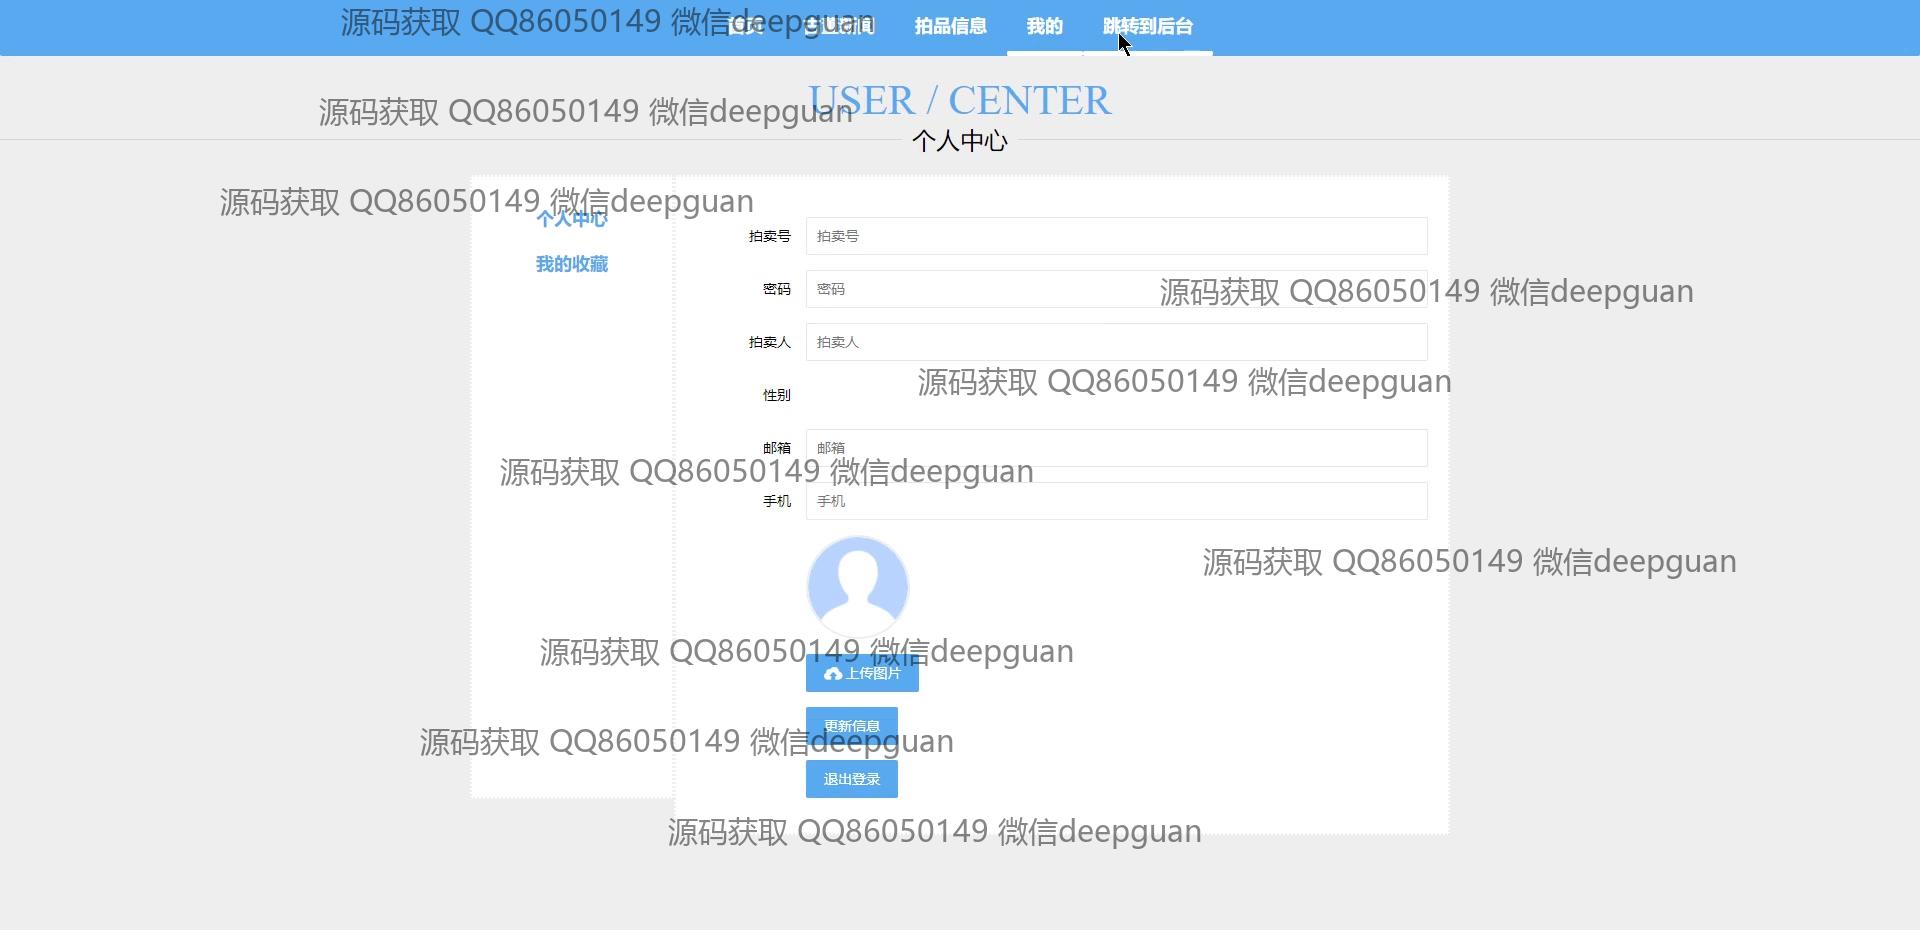 源码获取 QQ86050149 微信deepguan
首页 拍品信息 我的 跳转到后台
USER / CENTER
源码获取 QQ86050149 微信deepguan
个人中心
源码获取 QQ86050149 微信deepguan
个人中心
我的收藏
拍卖号 拍卖号
密码 密码
源码获取 QQ86050149 微信deepguan
拍卖人 拍卖人
源码获取 QQ86050149 微信deepguan
性别
邮箱 邮箱
源码获取 QQ86050149 微信deepguan
手机 手机
源码获取 QQ86050149 微信deepguan
源码获取 QQ86050149 微信deepguan
上传图片
更新信息
源码获取 QQ86050149 微信deepguan
退出登录
源码获取 QQ86050149 微信deepguan